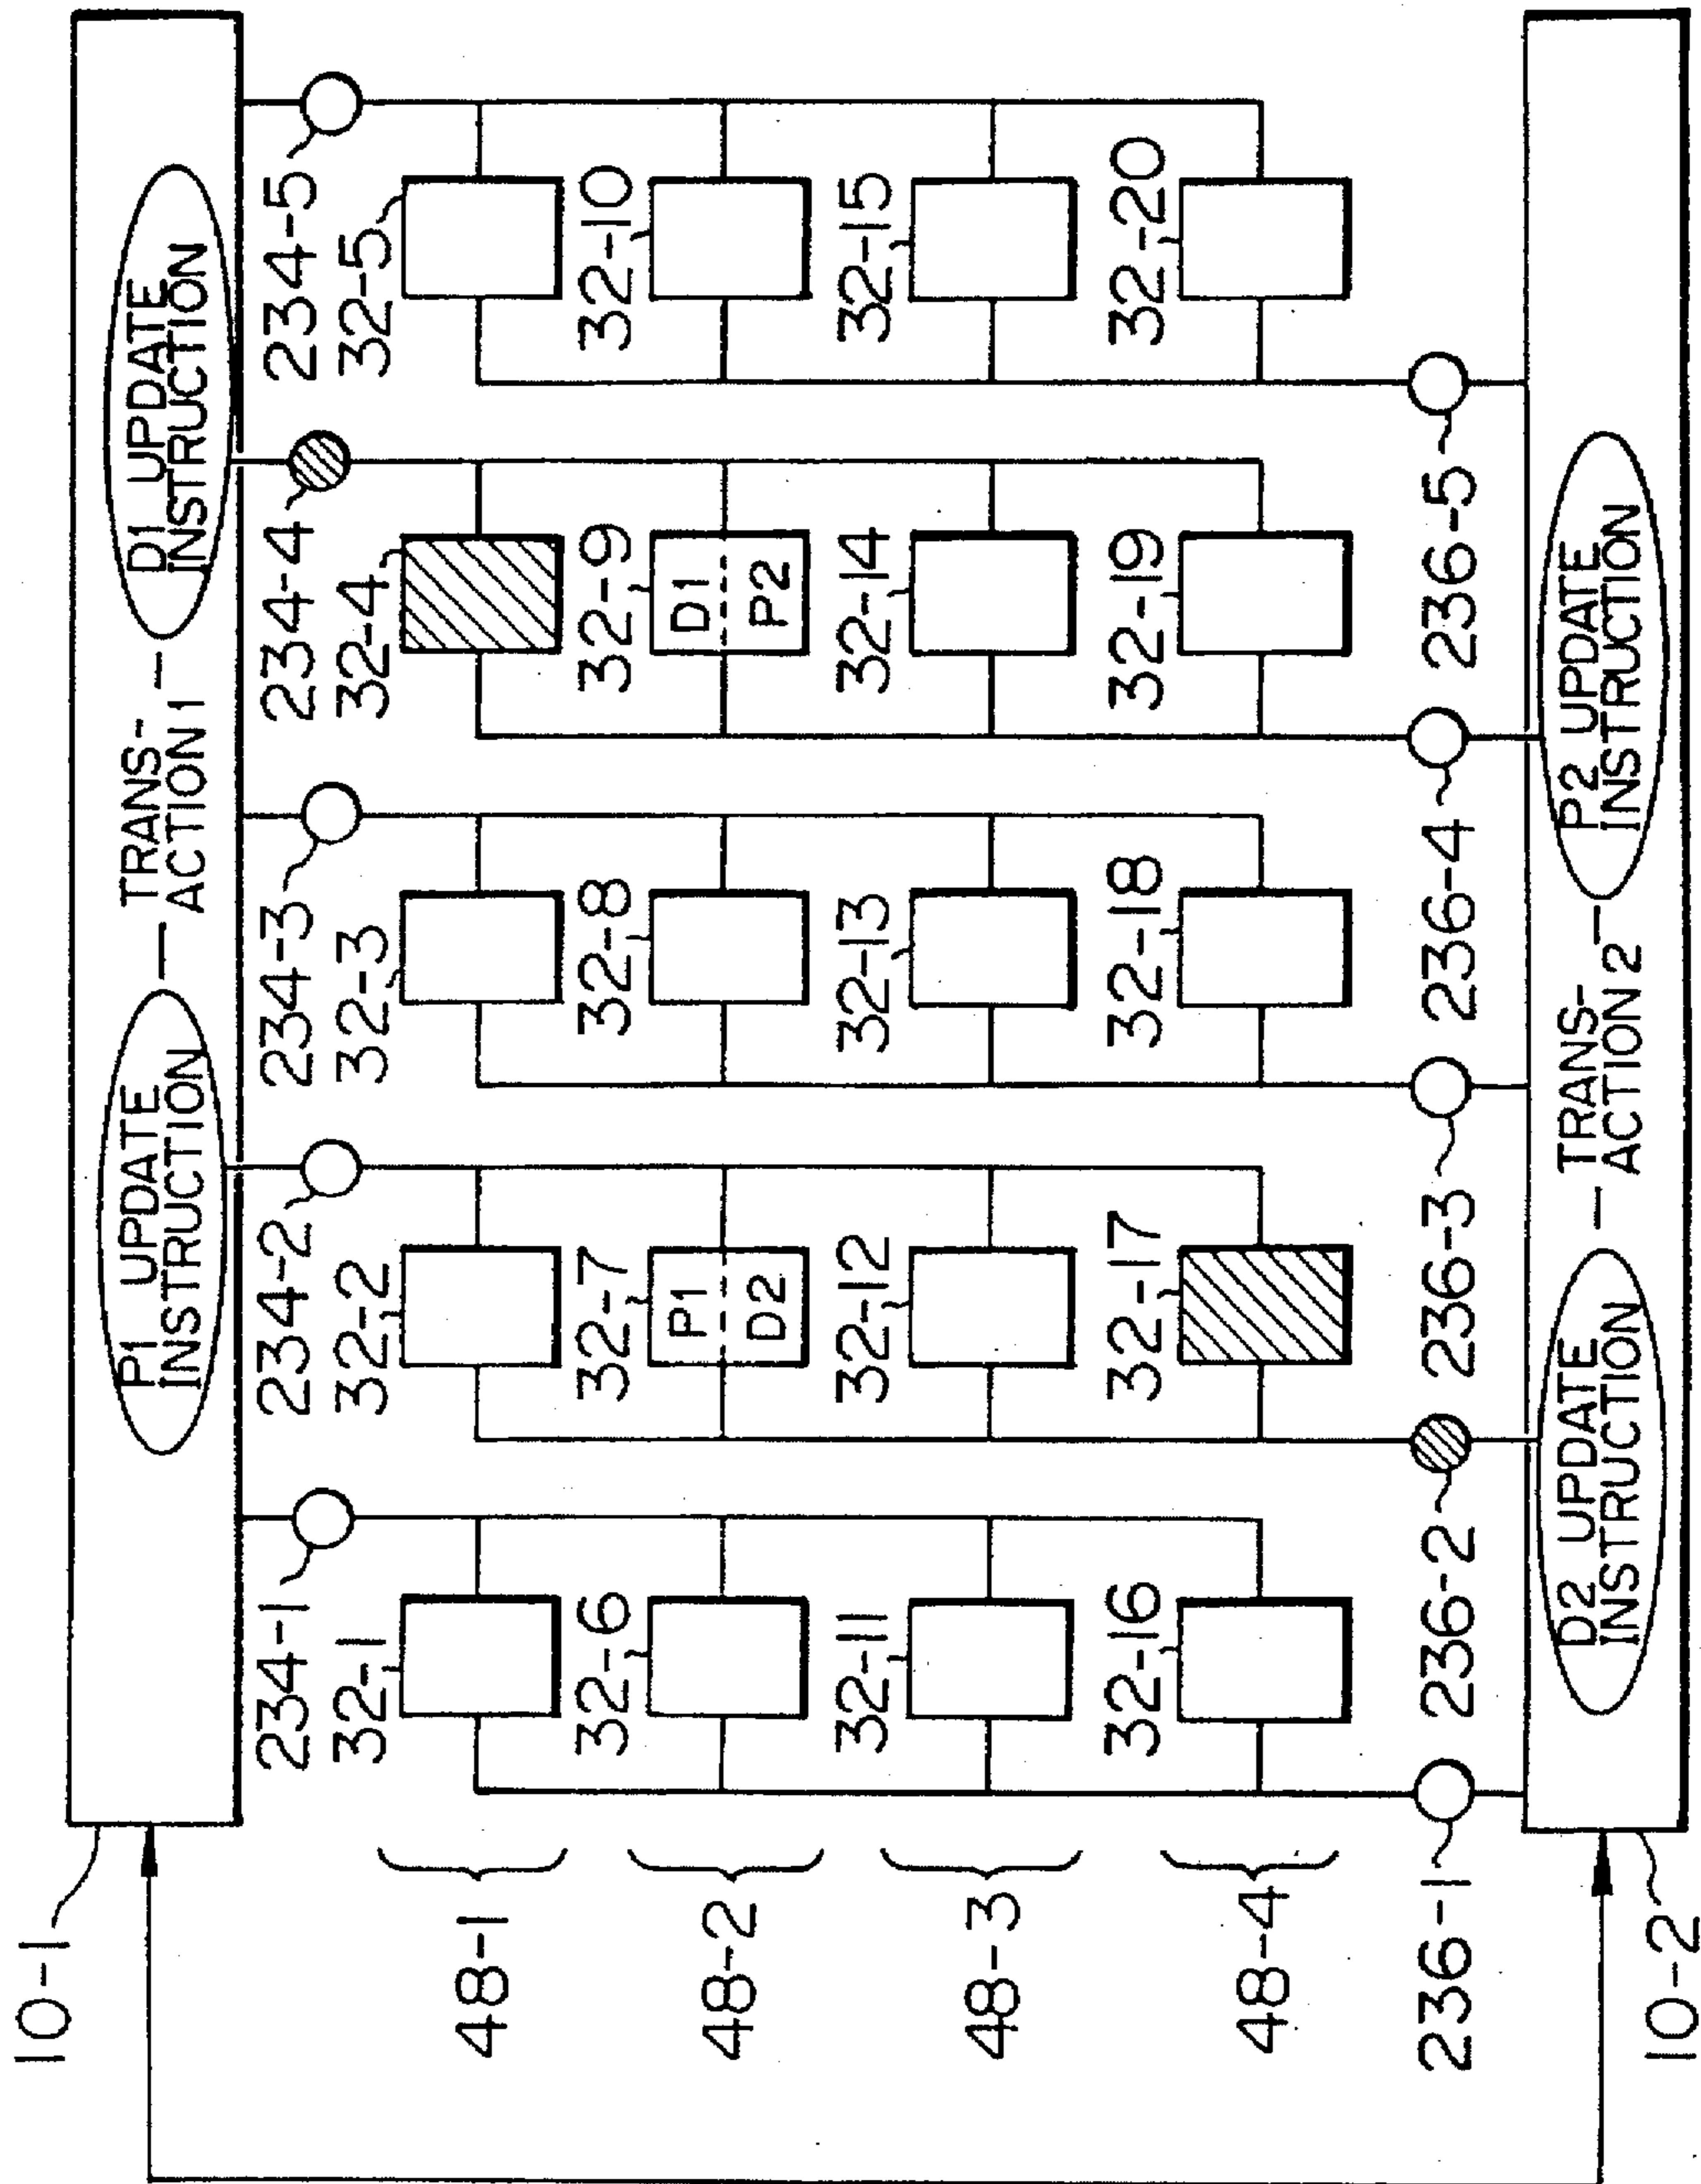 10-1
P1 UPDATE
INSTRUCTION
TRANS-
ACTION 1
D1 UPDATE
INSTRUCTION
234-1
234-2
234-3
234-4
234-5
48-1
32-1
32-2
32-3
32-4
32-5
48-2
32-6
32-7
P1
D2
32-8
32-9
D1
P2
32-10
48-3
32-11
32-12
32-13
32-14
32-15
48-4
32-16
32-17
32-18
32-19
32-20
236-1
236-2
236-3
236-4
236-5
10-2
D2 UPDATE
INSTRUCTION
TRANS-
ACTION 2
P2 UPDATE
INSTRUCTION